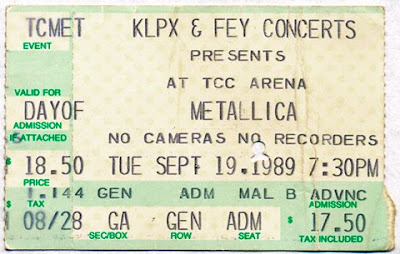 TCMET KLPX & FEY CONCERTS
EVENT PRESENTS
AT TCC ARENA
VALID FOR
DAYOF METALLICA
ADMISSION
IF ATTACHED NO CAMERAS NO RECORDERS
$ 18.50 TUE SEPT 19.1989 7:30PM
PRICE
1.144 GEN ADM MAL B ADVNC
$ TAX ADMISSION
08/28 GA GEN ADM $ 17.50
SEC/BOX ROW SEAT TAX INCLUDED